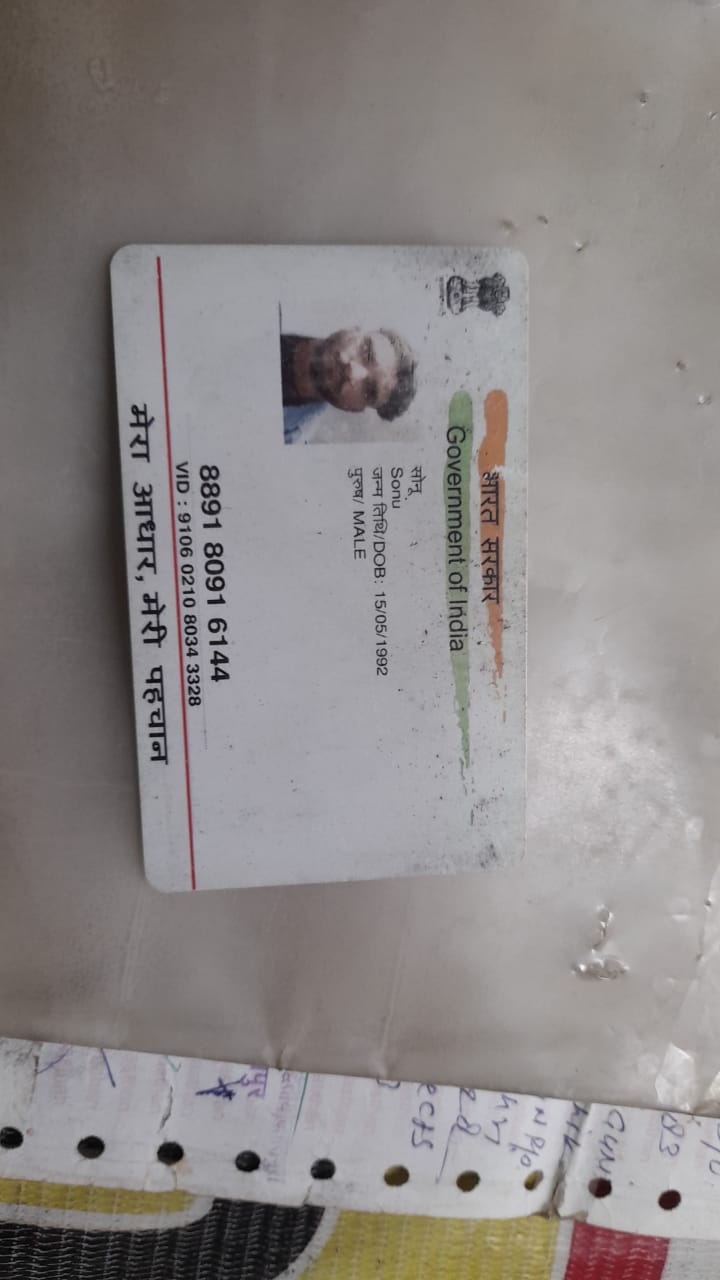 भारत सरकार
Government of India
सोनू
Sonu
जन्म तिथि/DOB: 15/05/1992
पुरुष/ MALE
8891 8091 6144
VID : 9106 0210 8034 3328
मेरा आधार, मेरी पहचान
83